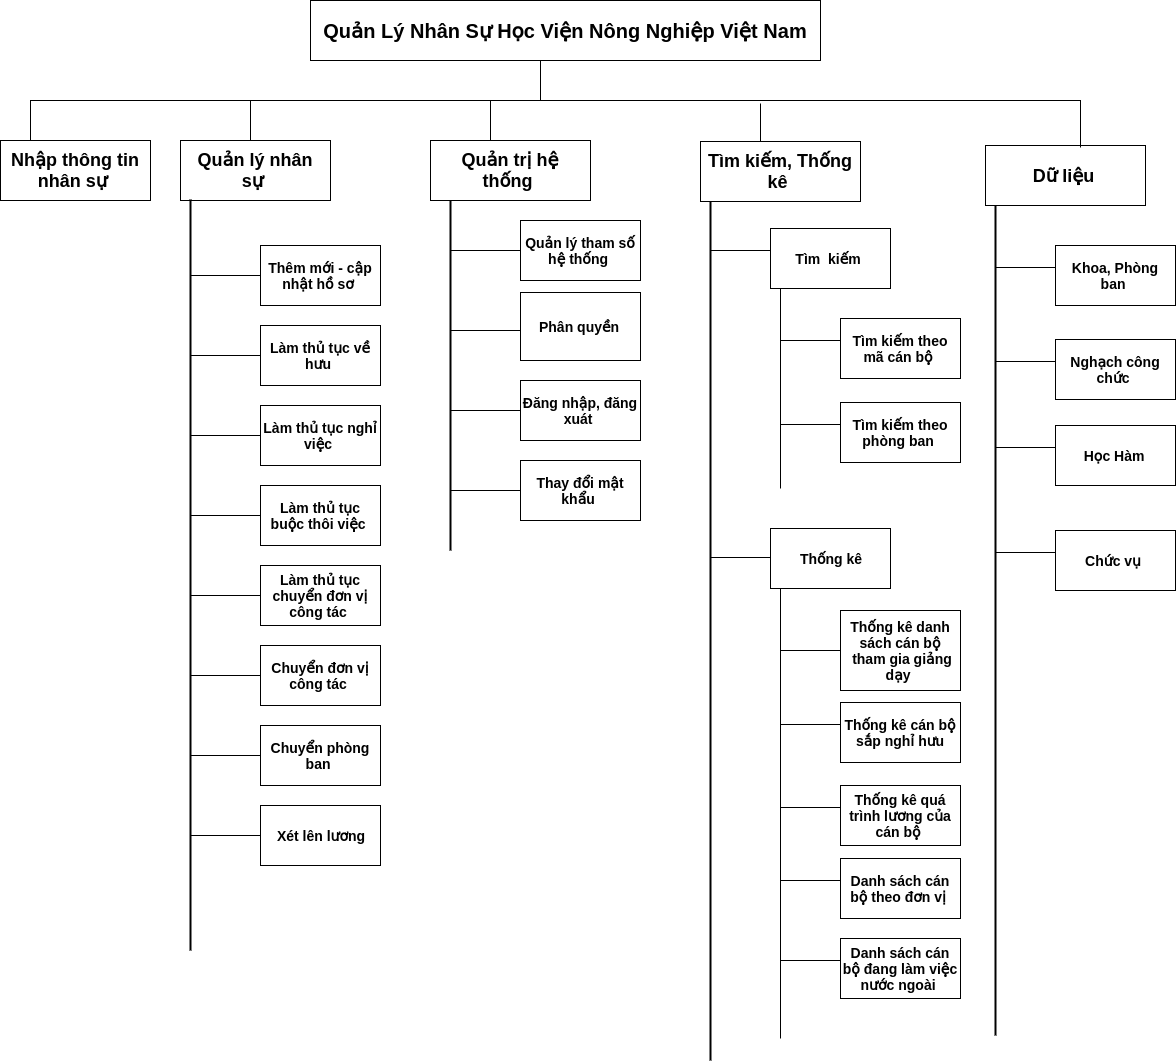 Quản Lý Nhân Sự Học Viện Nông Nghiệp Việt Nam
Nhập thông tin
nhân sự
Quản lý nhân
sự
Thêm mới - cập
nhật hồ sơ
Làm thủ tục về
hưu
Làm thủ tục nghỉ
việc
Làm thủ tục
buộc thôi việc
Làm thủ tục
chuyển đơn vị
công tác
Chuyển đơn vị
công tác
Chuyển phòng
ban
Xét lên lương
Quản trị hệ
thống
Quản lý tham số
hệ thống
Phân quyền
Đăng nhập, đăng
xuát
Thay đổi mật
khẩu
Tìm kiếm, Thống
kê
Tìm  kiếm
Tìm kiếm theo
mã cán bộ
Tìm kiếm theo
phòng ban
Thống kê
Thống kê danh
sách cán bộ
tham gia giảng
dạy
Thống kê cán bộ
sắp nghỉ hưu
Thống kê quá
trình lương của
cán bộ
Danh sách cán
bộ theo đơn vị
Danh sách cán
bộ đang làm việc
nước ngoài
Dữ liệu
Khoa, Phòng
ban
Nghạch công
chức
Học Hàm
Chức vụ